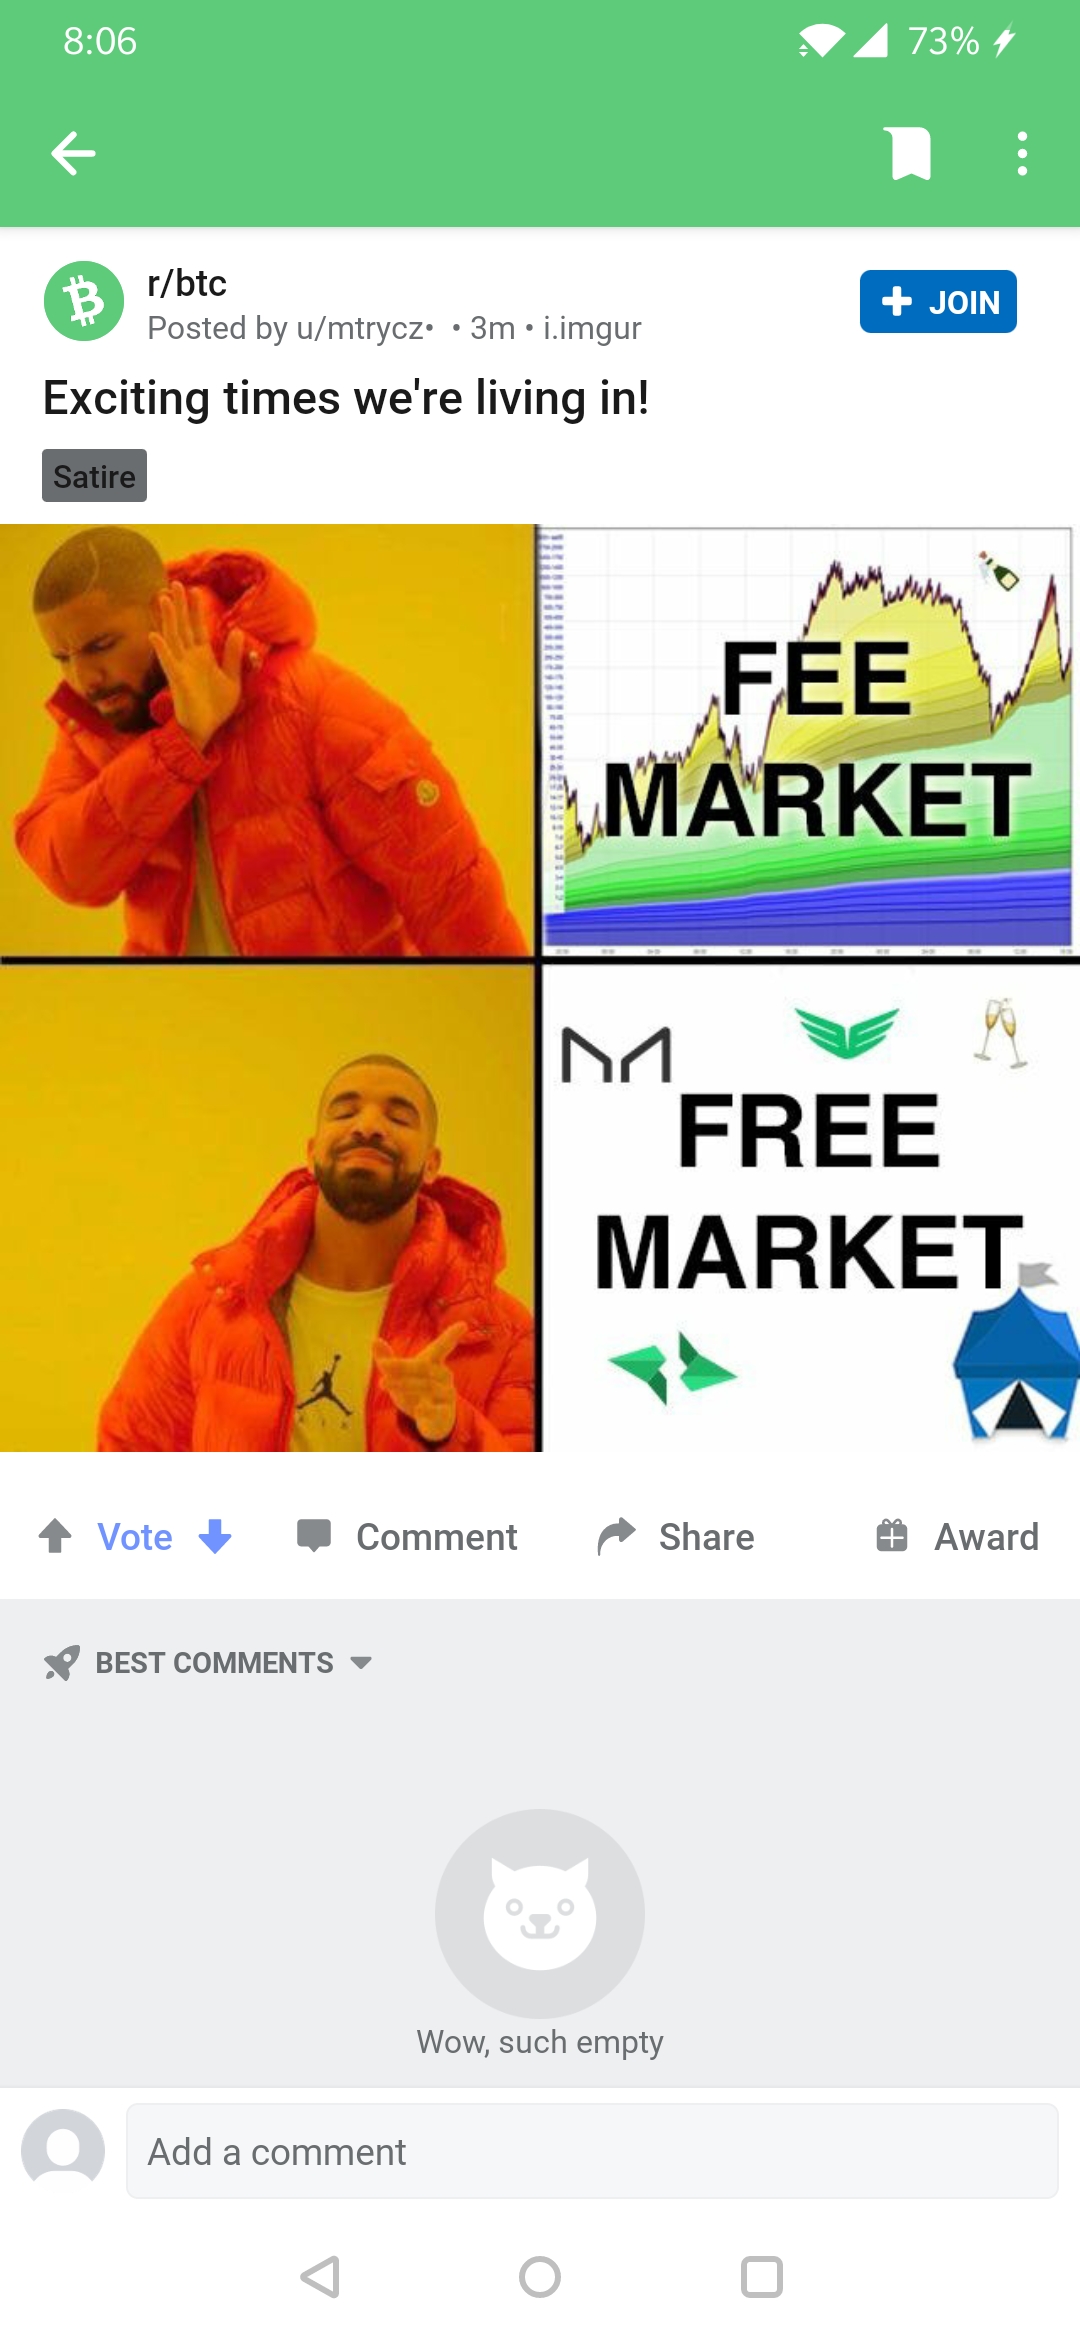 8:06
73%
r/btc
Posted by u/mtrycz• • 3m • i.imgur
JOIN
Exciting times we're living in!
Satire
FEE
MARKET
FREE
MARKET
Vote
Comment
Share
Award
BEST COMMENTS
Wow, such empty
Add a comment